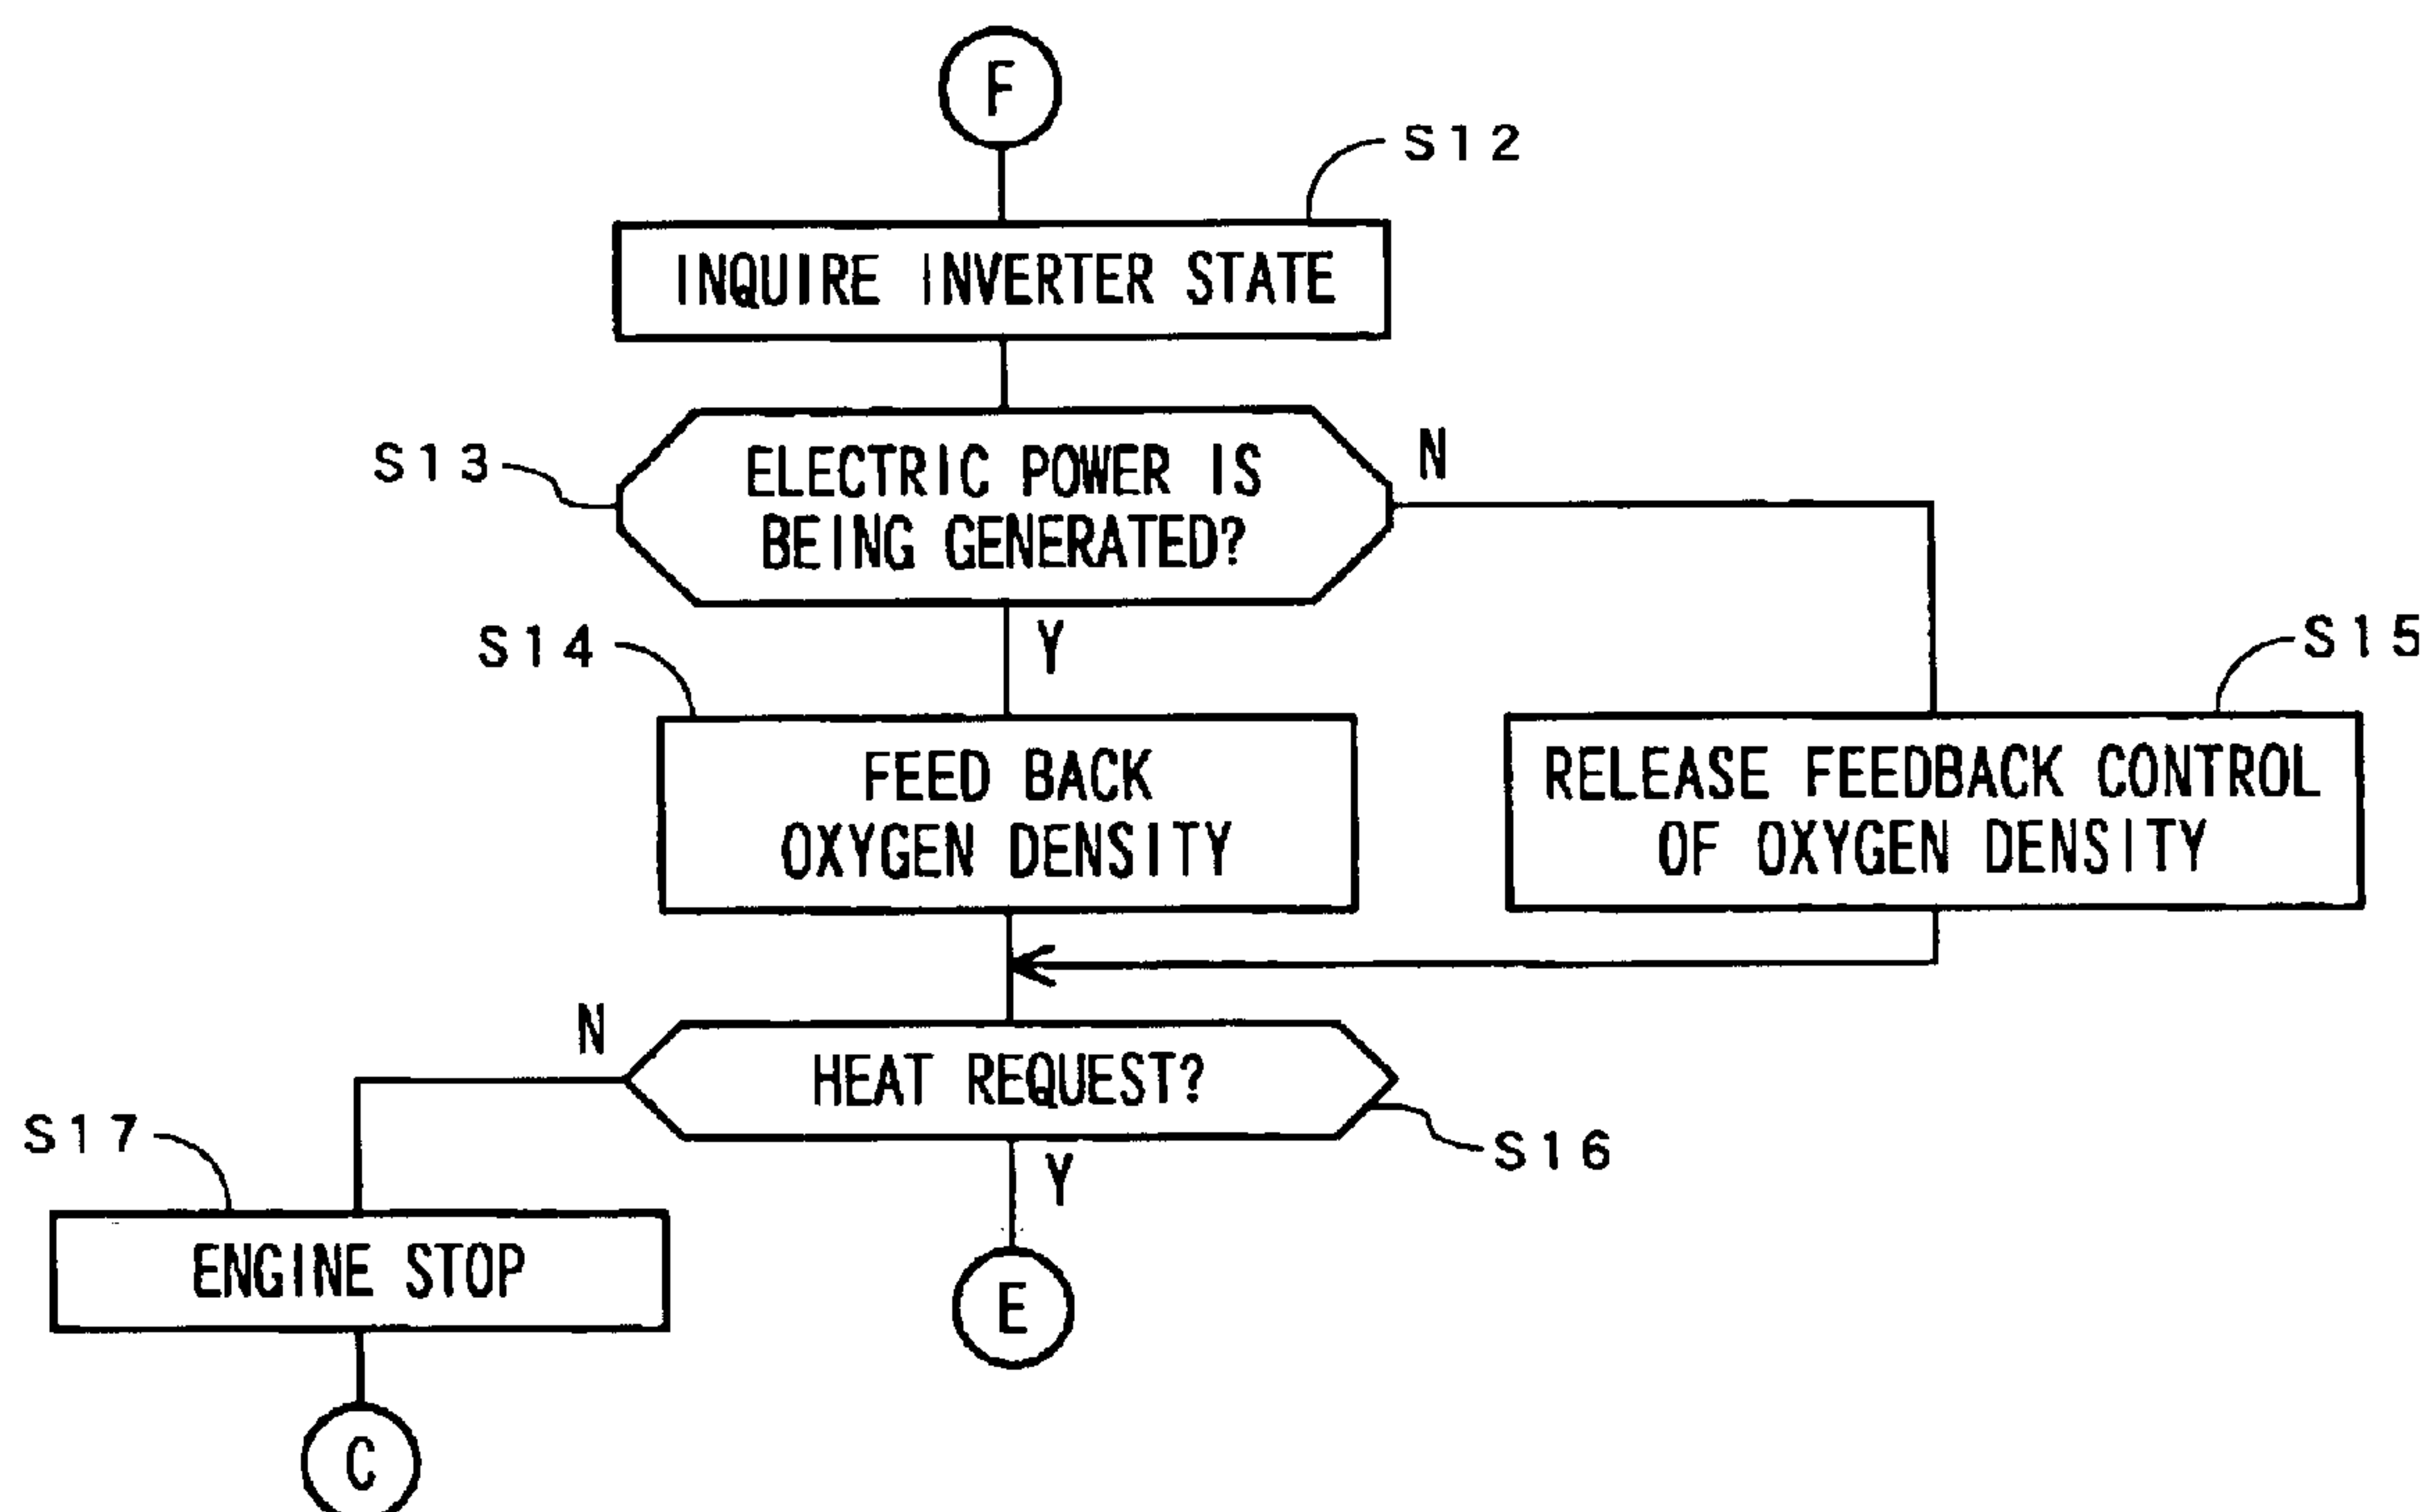 F
S12
INQUIRE INVERTER STATE
S13
ELECTRIC POWER IS
BEING GENERATED?
N
Y
S14
S15
FEED BACK
OXYGEN DENSITY
RELEASE FEEDBACK CONTROL
OF OXYGEN DENSITY
N
HEAT REQUEST?
S16
Y
S17
ENGINE STOP
E
C